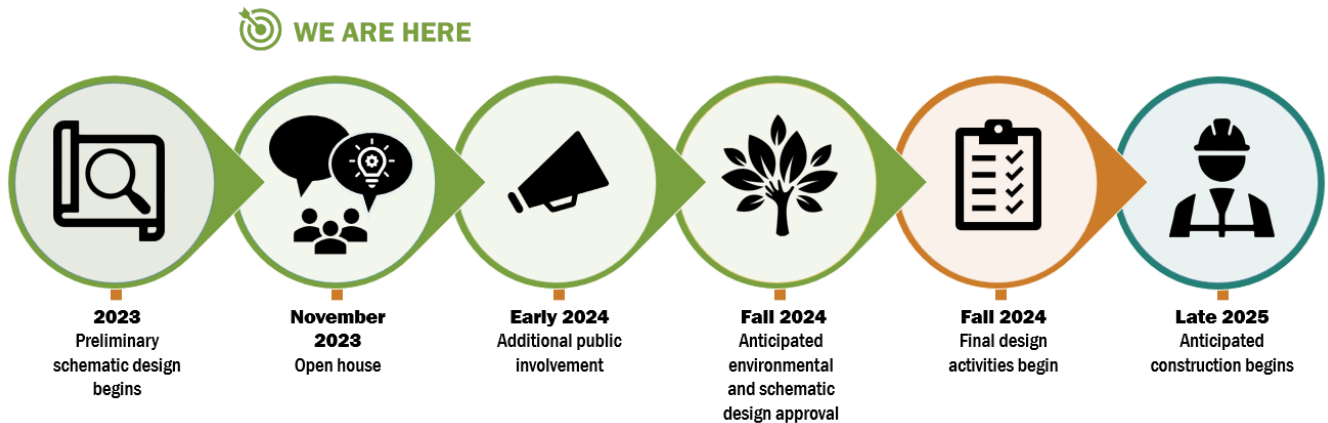 WE ARE HERE
2023
Preliminary
schematic design
begins
November
2023
Open house
Early 2024
Additional public
involvement
Fall 2024
Anticipated
environmental
and schematic
design approval
Fall 2024
Final design
activities begin
Late 2025
Anticipated
construction begins